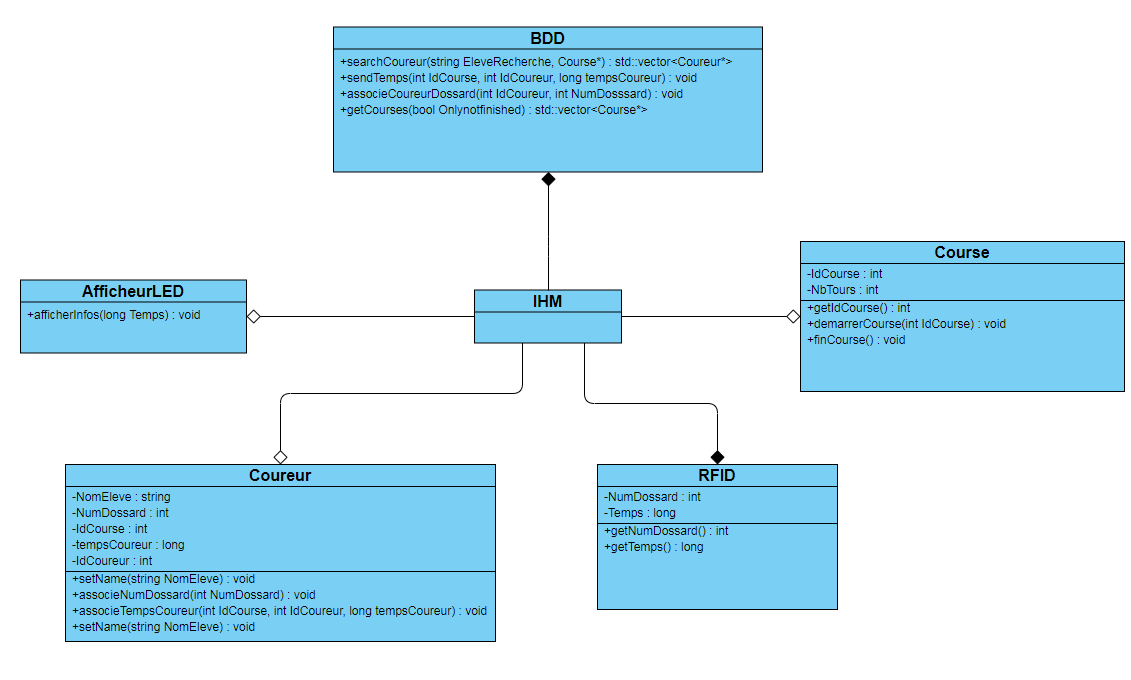 BDD
+searchCoureur(string EleveRecherche, Course*) : std::vector<Coureur*>
+sendTemps(int IdCourse, int IdCoureur, long tempsCoureur) : void
+associeCoureurDossard(int IdCoureur, int NumDosssard) : void
+getCourses(bool Onlynotfinished) : std::vector<Course*>
Course
-IdCourse : int
-NbTours : int
+getIdCourse() : int
+demarrerCourse(int IdCourse) : void
+finCourse() : void
AfficheurLED
+afficherInfos(long Temps) : void
IHM
Coureur
-NomEleve : string
-NumDossard : int
-IdCourse : int
-tempsCoureur : long
-IdCoureur : int
+setName(string NomEleve) : void
+associeNumDossard(int NumDossard) : void
+associeTempsCoureur(int IdCourse, int IdCoureur, long tempsCoureur) : void
+setName(string NomEleve) : void
RFID
-NumDossard : int
-Temps : long
+getNumDossard() : int
+getTemps() : long